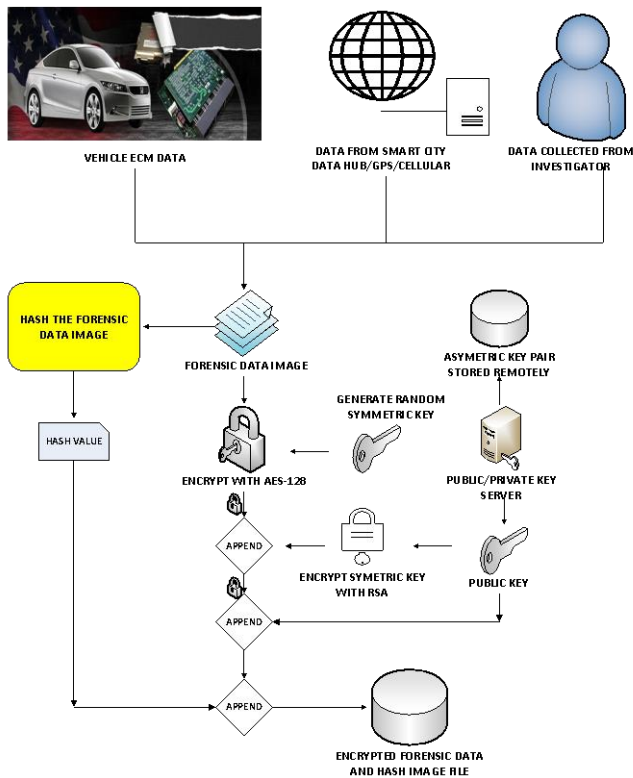 VEHICLE ECM DATA
DATA FROM SMART CITY
DATA HUB/GPS/CELLULAR
DATA COLLECTED FROM
INVESTIGATOR
HASH THE FORENSIC
DATA IMAGE
FORENSIC DATA IMAGE
ASYMETRIC KEY PAIR
STORED REMOTELY
GENERATE RANDOM
SYMMETRIC KEY
HASH VALUE
ENCRYPT WITH AES-128
PUBLIC/PRIVATE KEY
SERVER
APPEND
ENCRYPT SYMETRIC KEY
WITH RSA
PUBLIC KEY
APPEND
APPEND
ENCRYPTED FORENSIC DATA
AND HASH IMAGE FILE